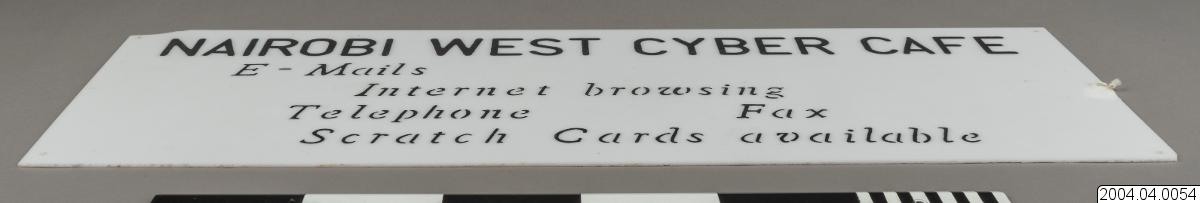 NAIROBI WEST CYBER CAFE
E-Mails
Internet browsing
Telephone Fax
Scratch Cards available
2004.04.0054